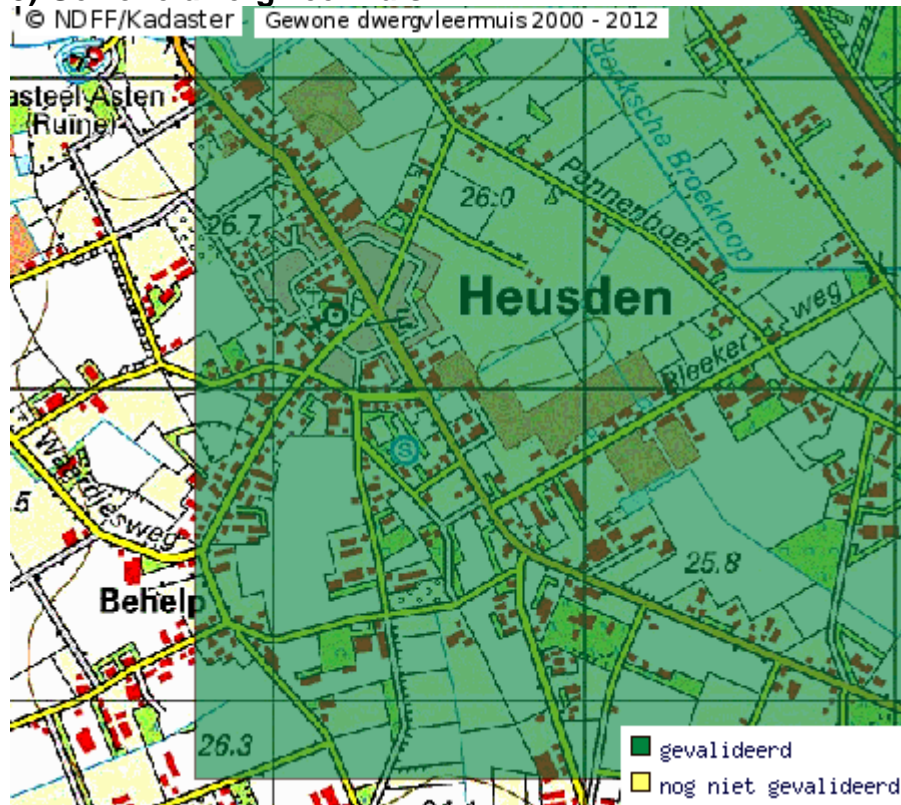 © NDFF/Kadaster
Gewone dwergvleermuis 2000 - 2012
asteel Asten
(Ruïne)
26.7
26.0
Pannenhoef
Broekloop
Heusden
Bleeker weg
S
Waardjesweg
5
Behelp
25.8
26.3
gevalideerd
nog niet gevalideerd